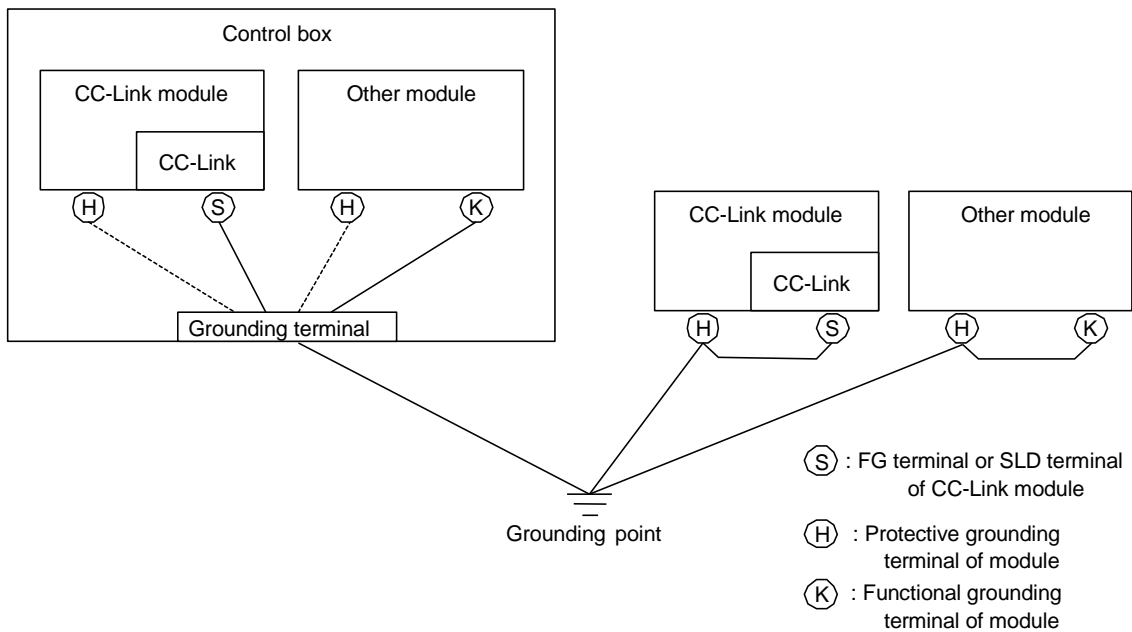 Control box
CC-Link module
Other module
CC-Link
H
S
H
K
Grounding terminal
CC-Link module
Other module
CC-Link
H
S
H
K
Grounding point
S : FG terminal or SLD terminal
of CC-Link module
H : Protective grounding
terminal of module
K : Functional grounding
terminal of module